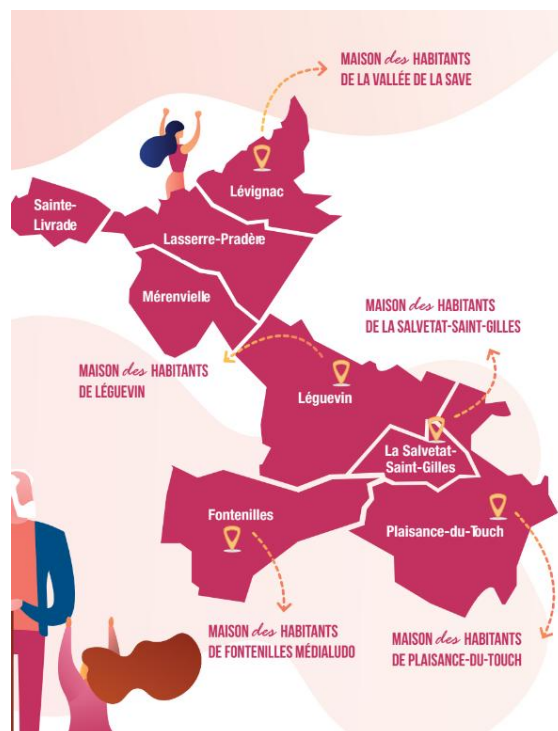 MAISON des HABITANTS
DE LA VALLÉE DE LA SAVE
Lévignac
Sainte-
Livrade
Lasserre-Pradère
Mérenvielle
MAISON des HABITANTS
DE LA SALVETAT-SAINT-GILLES
MAISON des HABITANTS
DE LÉGUEVIN
Léguevin
La Salvetat-
Saint-Gilles
Fontenilles
Plaisance-du-Touch
MAISON des HABITANTS
DE FONTENILLES MÉDIALUDO
MAISON des HABITANTS
DE PLAISANCE-DU-TOUCH